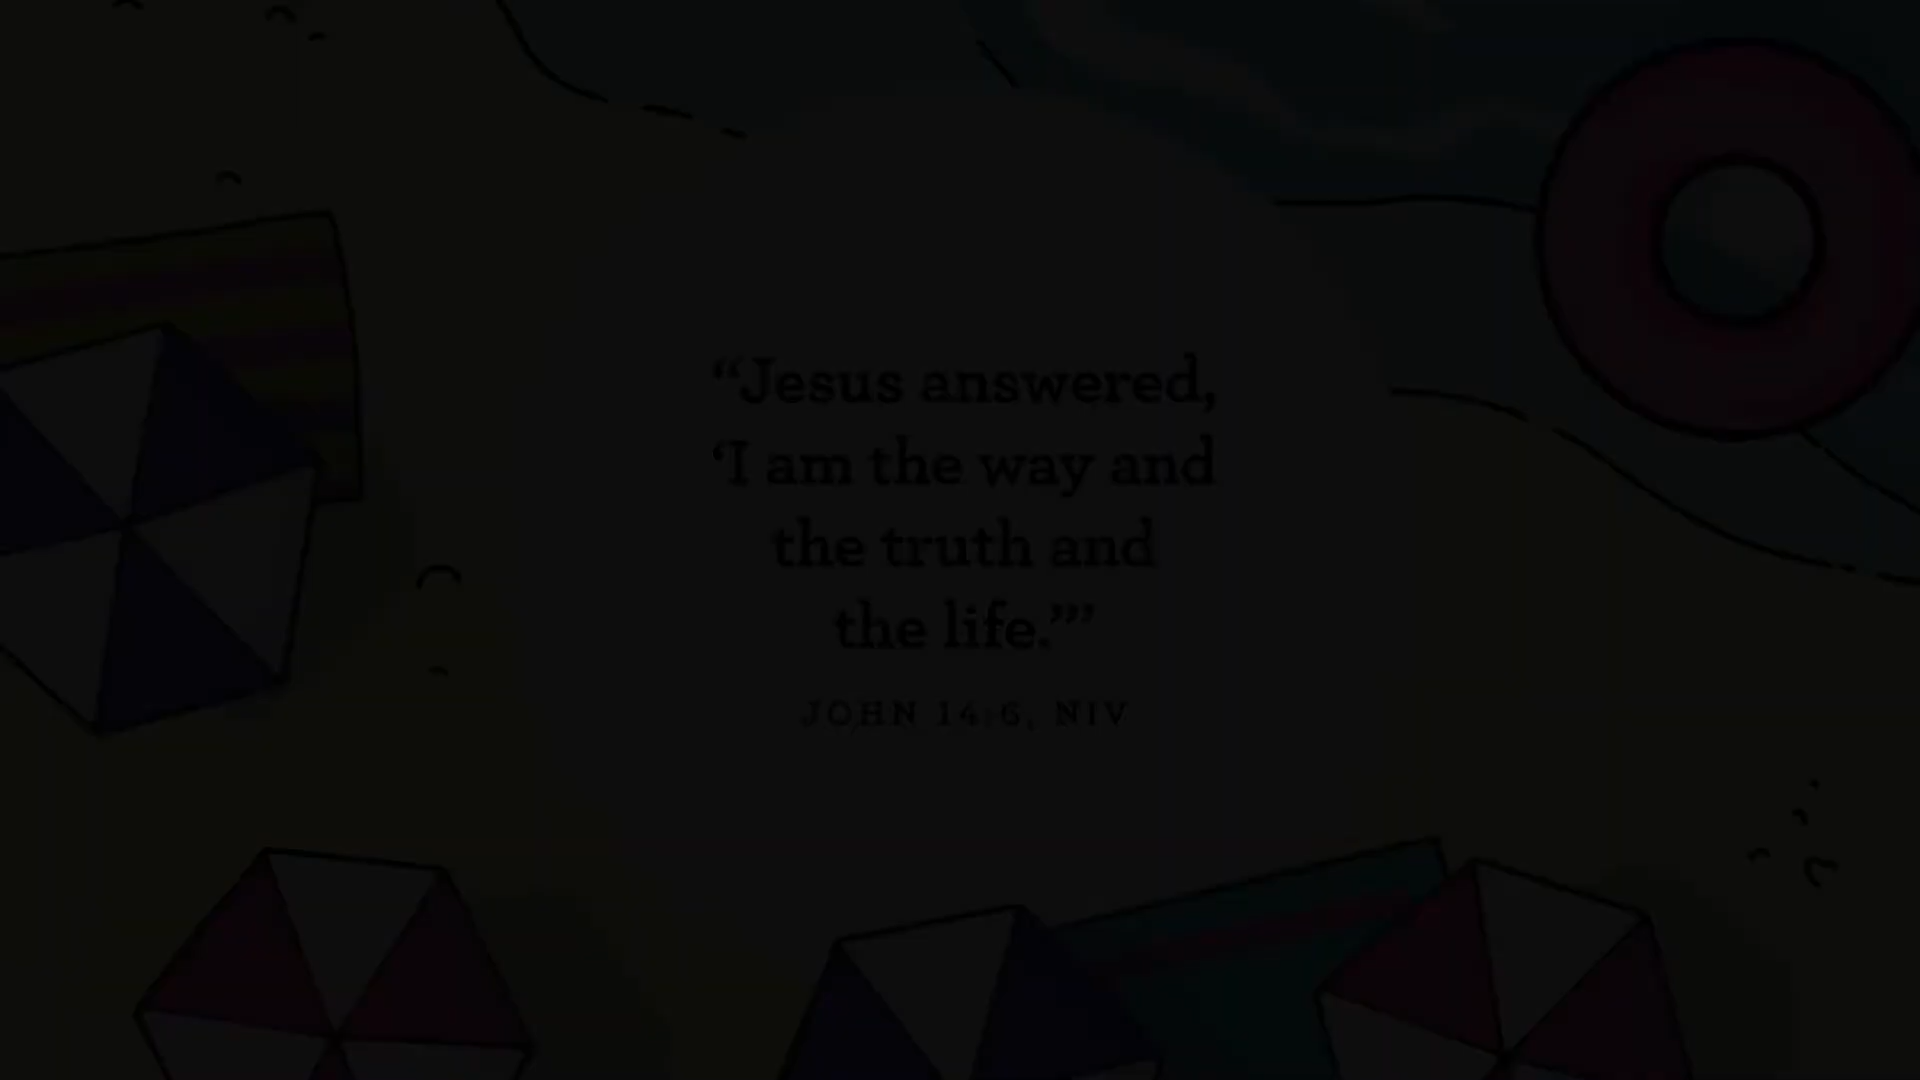 “Jesus answered,
‘I am the way and
the truth and
the life.’”
JOHN 14:6, NIV